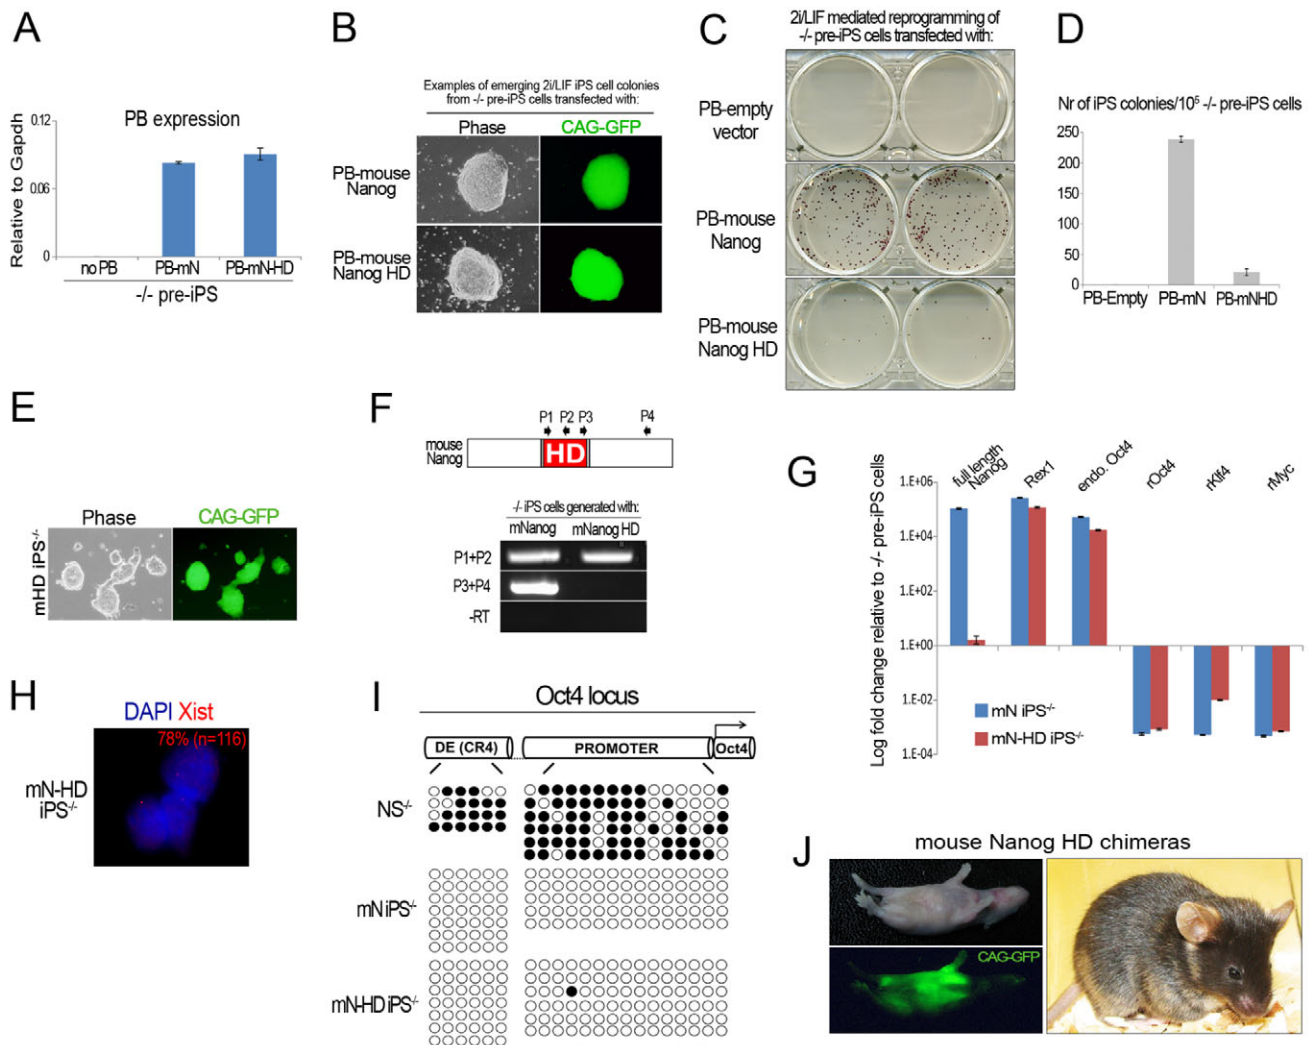 A
PB expression
Relative to Gapdh
0.12
0.06
0
no PB
PB-mN
PB-mN-HD
-/- pre-iPS
B
Examples of emerging 2i/LIF iPS cell colonies
from -/- pre-iPS cells transfected with:
Phase
CAG-GFP
PB-mouse
Nanog
PB-mouse
Nanog HD
C
2i/LIF mediated reprogramming of
-/- pre-iPS cells transfected with:
PB-empty
vector
PB-mouse
Nanog
PB-mouse
Nanog HD
D
Nr of iPS colonies/10⁵ -/- pre-iPS cells
250
200
150
100
50
0
PB-Empty
PB-mN
PB-mNHD
E
Phase
CAG-GFP
mHD iPS⁻/⁻
F
P1
P2
P3
P4
mouse
Nanog
HD
-/- iPS cells generated with:
mNanog
mNanog HD
P1+P2
P3+P4
-RT
G
full length
Nanog
Rex1
endo. Oct4
rOct4
rKlf4
rMyc
Log fold change relative to -/- pre-iPS cells
1.E+06
1.E+04
1.E+02
1.E+00
1.E-02
1.E-04
mN iPS⁻/⁻
mN-HD iPS⁻/⁻
H
DAPI Xist
78% (n=116)
mN-HD
iPS⁻/⁻
I
Oct4 locus
DE (CR4)
PROMOTER
Oct4
NS⁻/⁻
mN iPS⁻/⁻
mN-HD iPS⁻/⁻
J
mouse Nanog HD chimeras
CAG-GFP